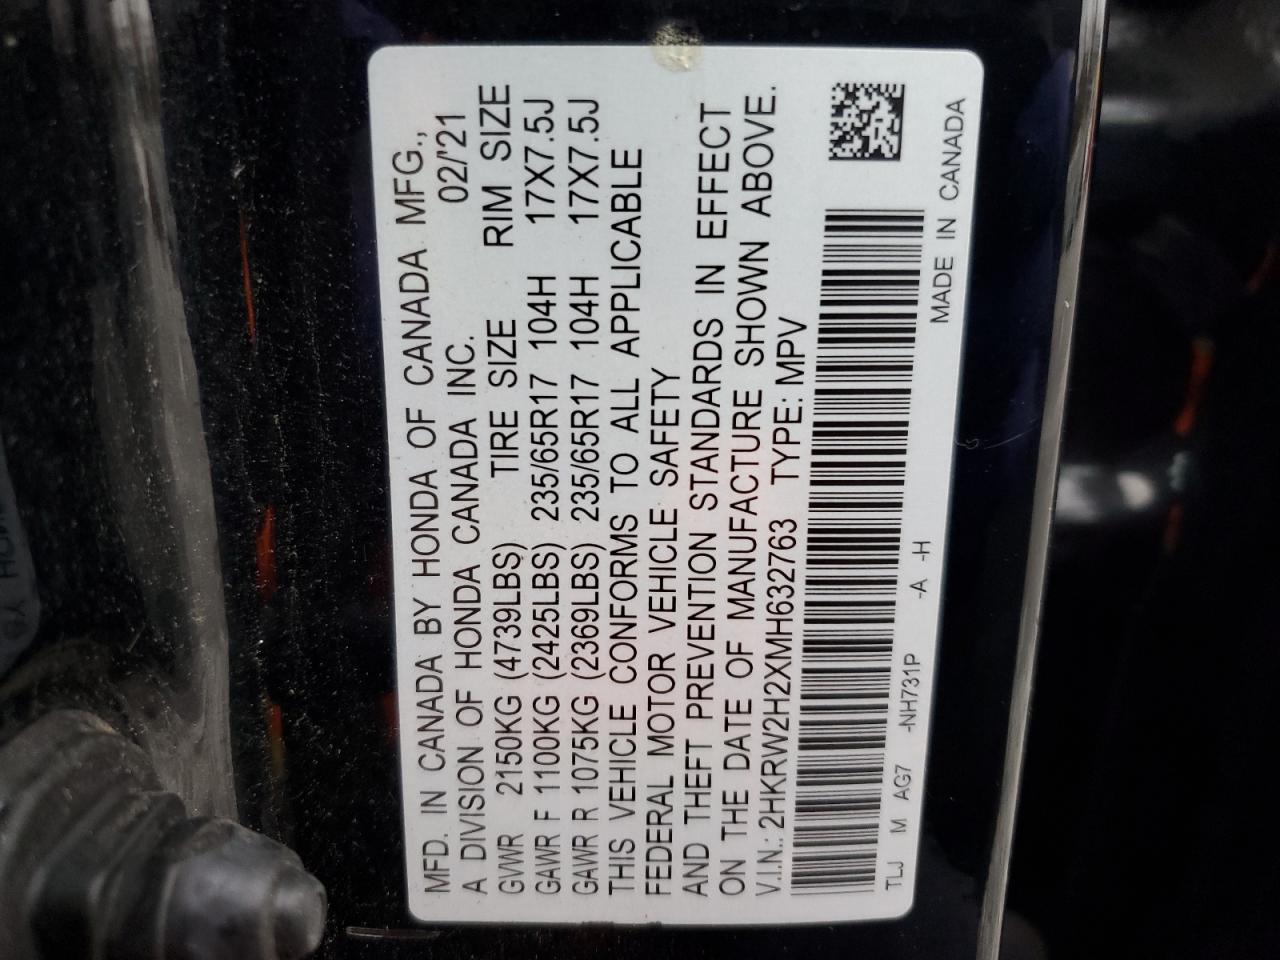 MFD. IN CANADA BY HONDA OF CANADA MFG.,
A DIVISION OF HONDA CANADA INC. 02/'21
GVWR 2150KG (4739LBS) TIRE SIZE RIM SIZE
GAWR F 1100KG (2425LBS) 235/65R17 104H 17X7.5J
GAWR R 1075KG (2369LBS) 235/65R17 104H 17X7.5J
THIS VEHICLE CONFORMS TO ALL APPLICABLE
FEDERAL MOTOR VEHICLE SAFETY
AND THEFT PREVENTION STANDARDS IN EFFECT
ON THE DATE OF MANUFACTURE SHOWN ABOVE.
V.I.N.: 2HKRW2H2XMH632763 TYPE: MPV
TLJ M AG7 -NH731P -A -H MADE IN CANADA